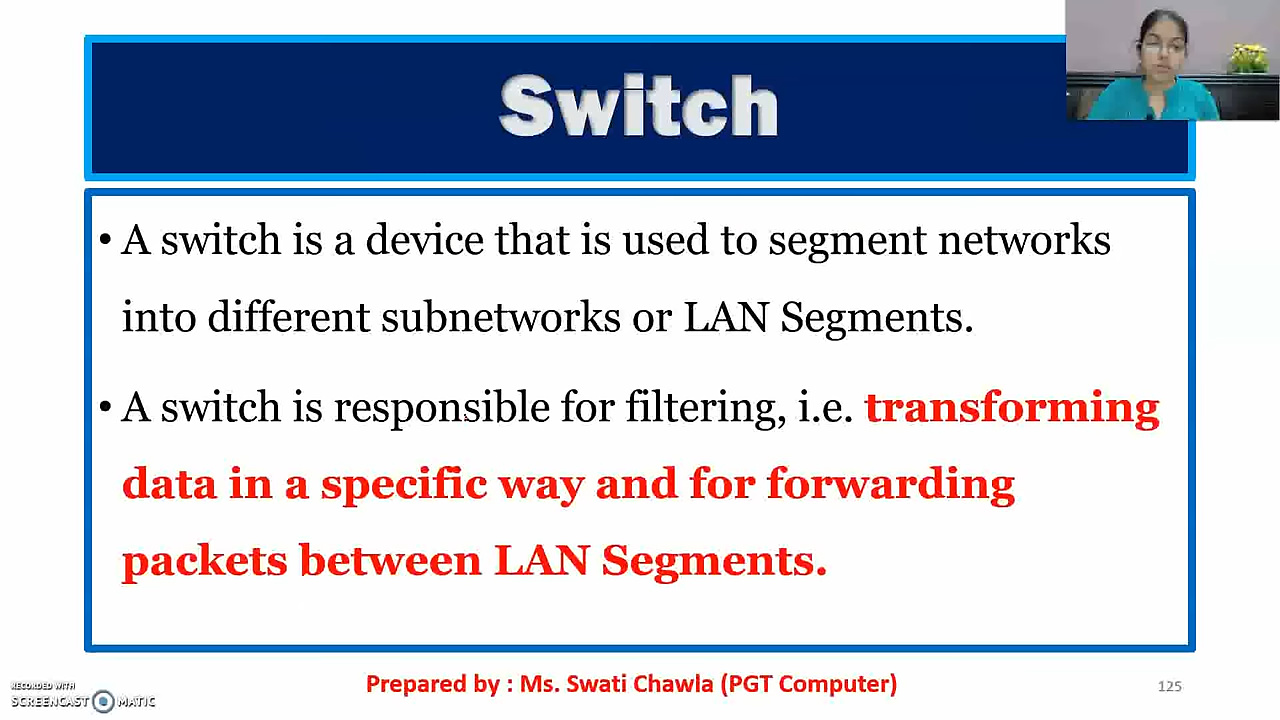 Switch
• A switch is a device that is used to segment networks
into different subnetworks or LAN Segments.
• A switch is responsible for filtering, i.e. transforming
data in a specific way and for forwarding
packets between LAN Segments.
Prepared by : Ms. Swati Chawla (PGT Computer)
125
RECORDED WITH
SCREENCAST MATIC